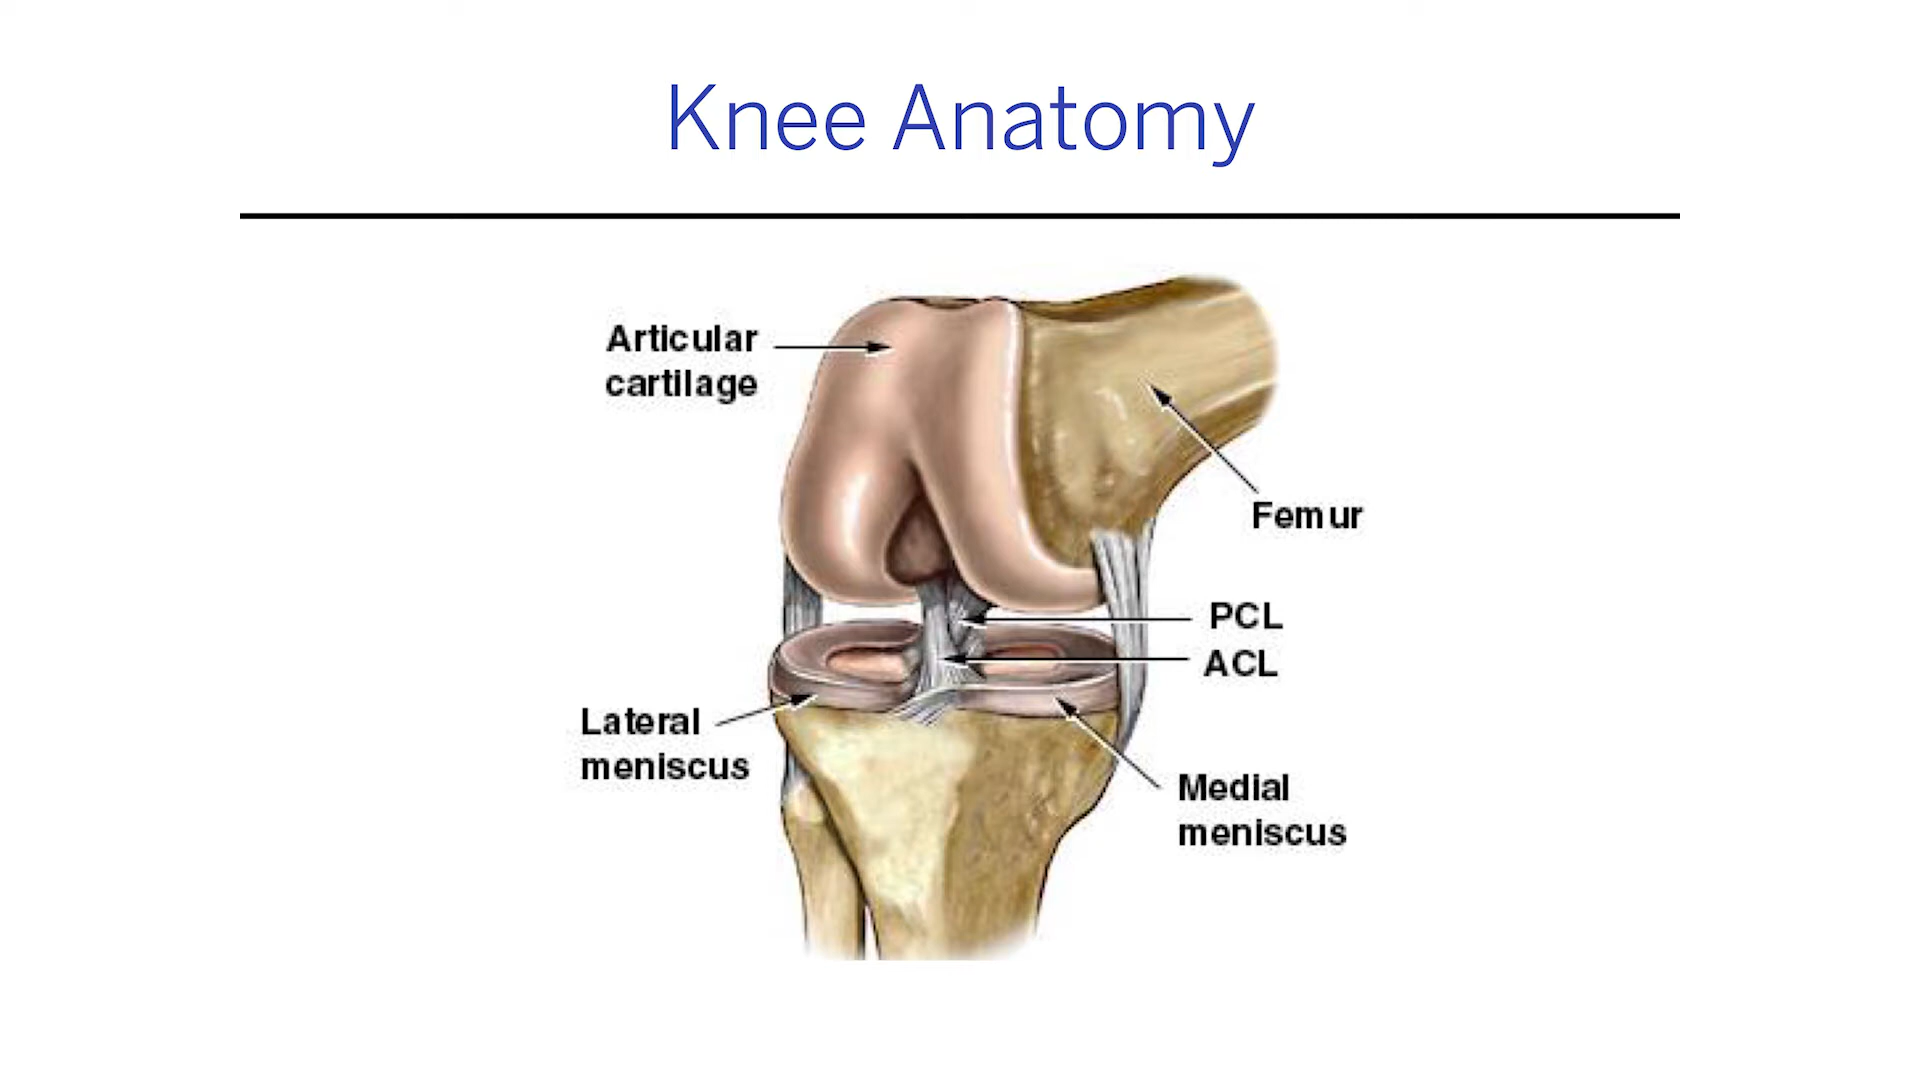 Knee Anatomy
Articular
cartilage
Femur
PCL
ACL
Lateral
meniscus
Medial
meniscus